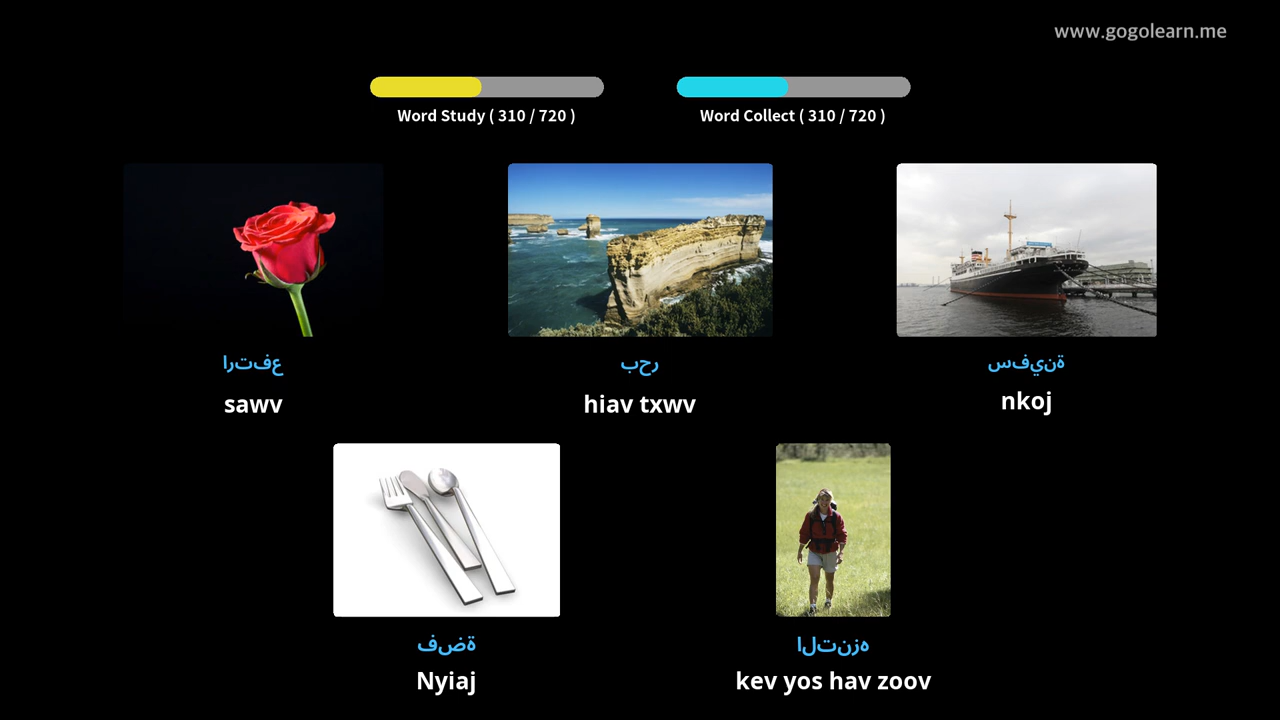 www.gogolearn.me
Word Study ( 310 / 720 )
Word Collect ( 310 / 720 )
ارتفع
sawv
بحر
hiav txwv
سفينة
nkoj
فضة
Nyiaj
التنزه
kev yos hav zoov